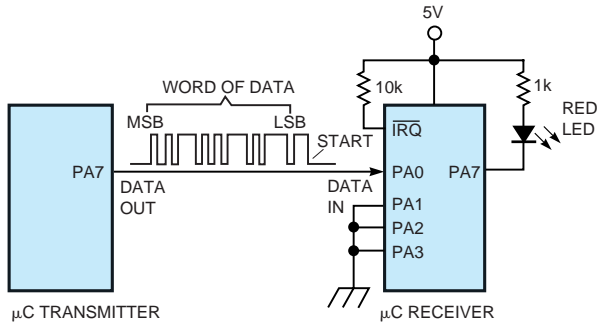 5V
10k
1k
WORD OF DATA
RED
LED
MSB
LSB
IRQ
START
PA7
DATA
OUT
DATA
IN
PA0
PA7
PA1
PA2
PA3
µC TRANSMITTER
µC RECEIVER